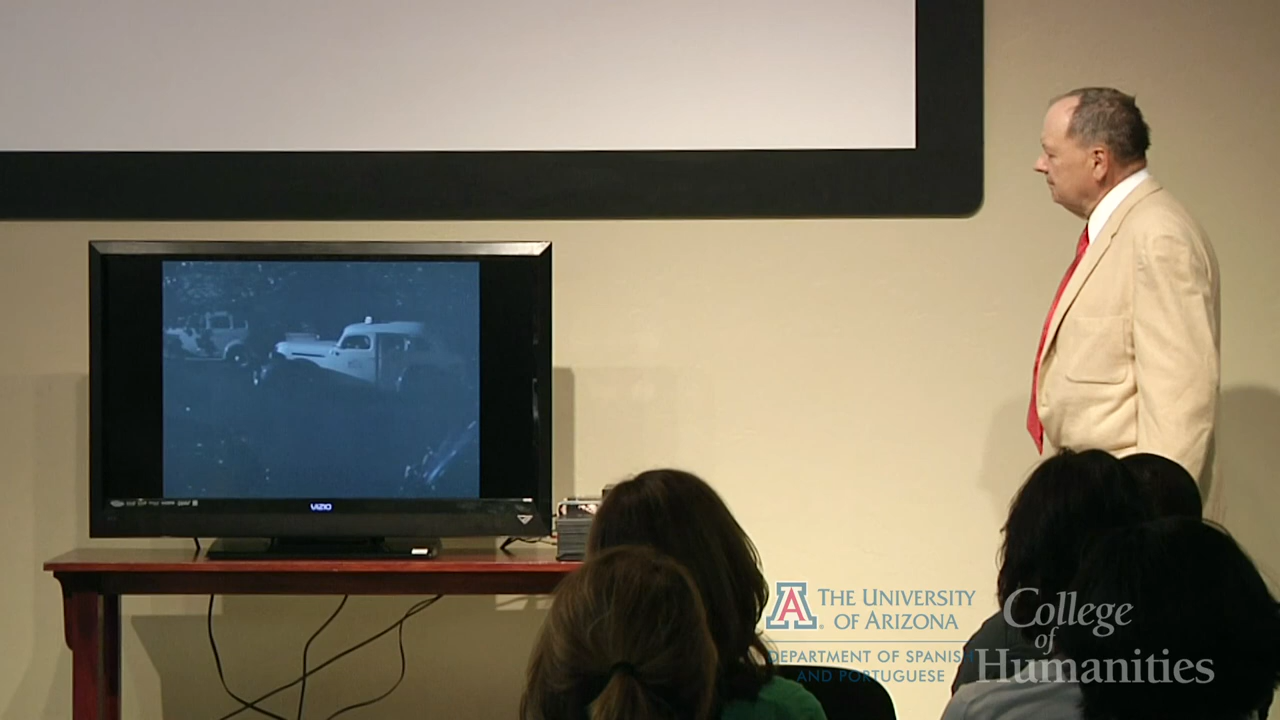 VIZIO
A
THE UNIVERSITY
OF ARIZONA
DEPARTMENT OF SPANISH
AND PORTUGUESE
College
of
Humanities